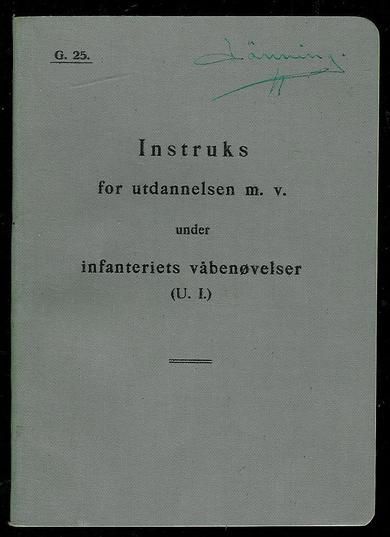 G. 25.
Instruks
for utdannelsen m. v.
under
infanteriets våbenøvelser
(U. I.)